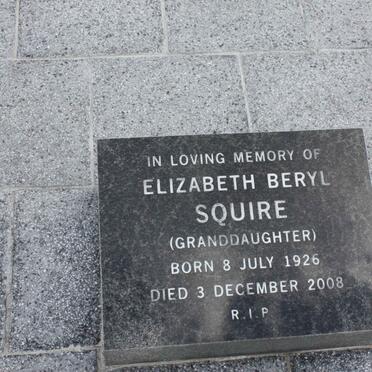 IN LOVING MEMORY OF
ELIZABETH BERYL
SQUIRE
(GRANDDAUGHTER)
BORN 8 JULY 1926
DIED 3 DECEMBER 2008
R.I.P